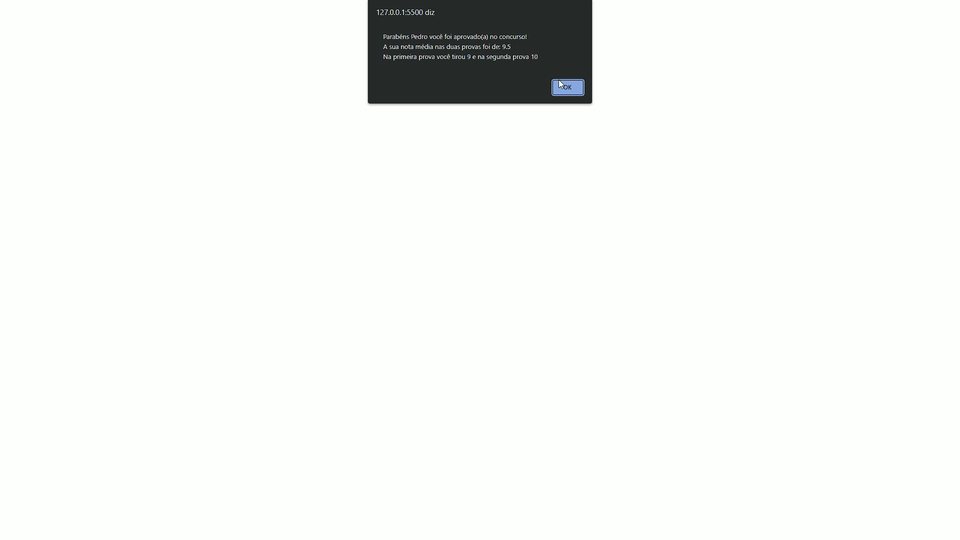 127.0.0.1:5500 diz
Parabéns Pedro você foi aprovado(a) no concurso!
A sua nota média nas duas provas foi de: 9.5
Na primeira prova você tirou 9 e na segunda prova 10
OK